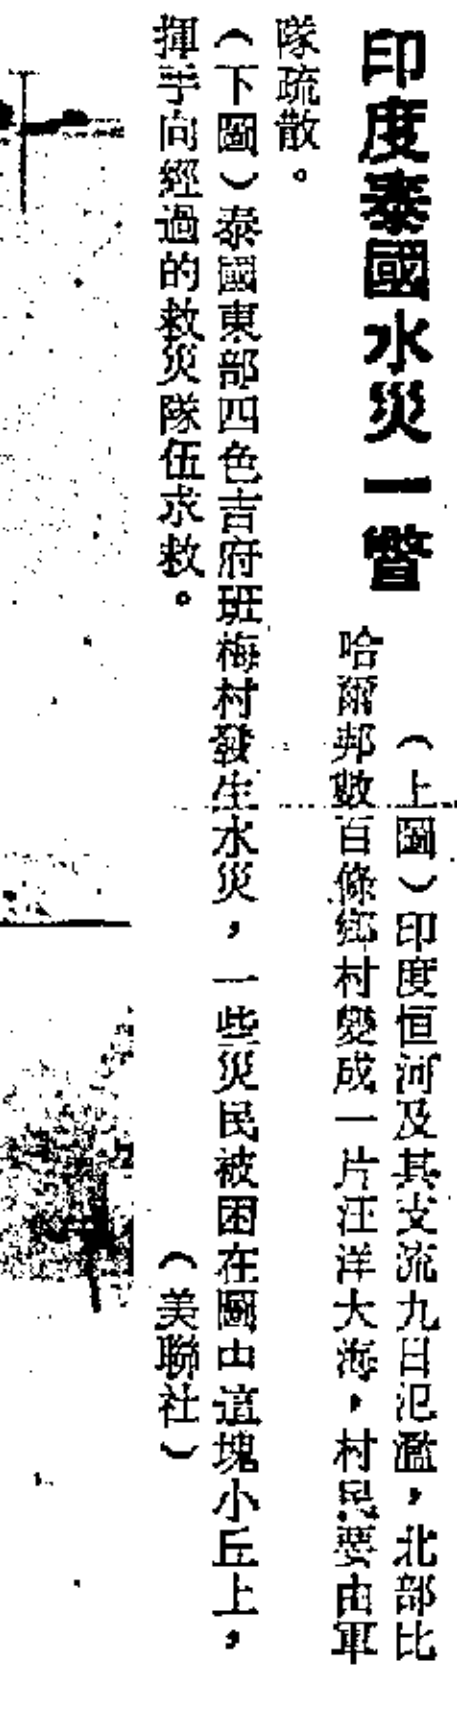 印度泰國水災一瞥
（上圖）印度恒河及其支流九日氾濫，北部比
哈爾邦數百條鄉村變成一片汪洋大海，村民要由軍
隊疏散。
（下圖）泰國東部四色吉府班梅村發生水災，一些災民被困在圖中這塊小丘上，
揮手向經過的救災隊伍求救。
（美聯社）